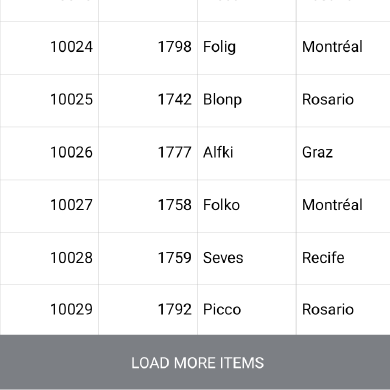 10024 1798 Folig Montréal
10025 1742 Blonp Rosario
10026 1777 Alfki Graz
10027 1758 Folko Montréal
10028 1759 Seves Recife
10029 1792 Picco Rosario
LOAD MORE ITEMS